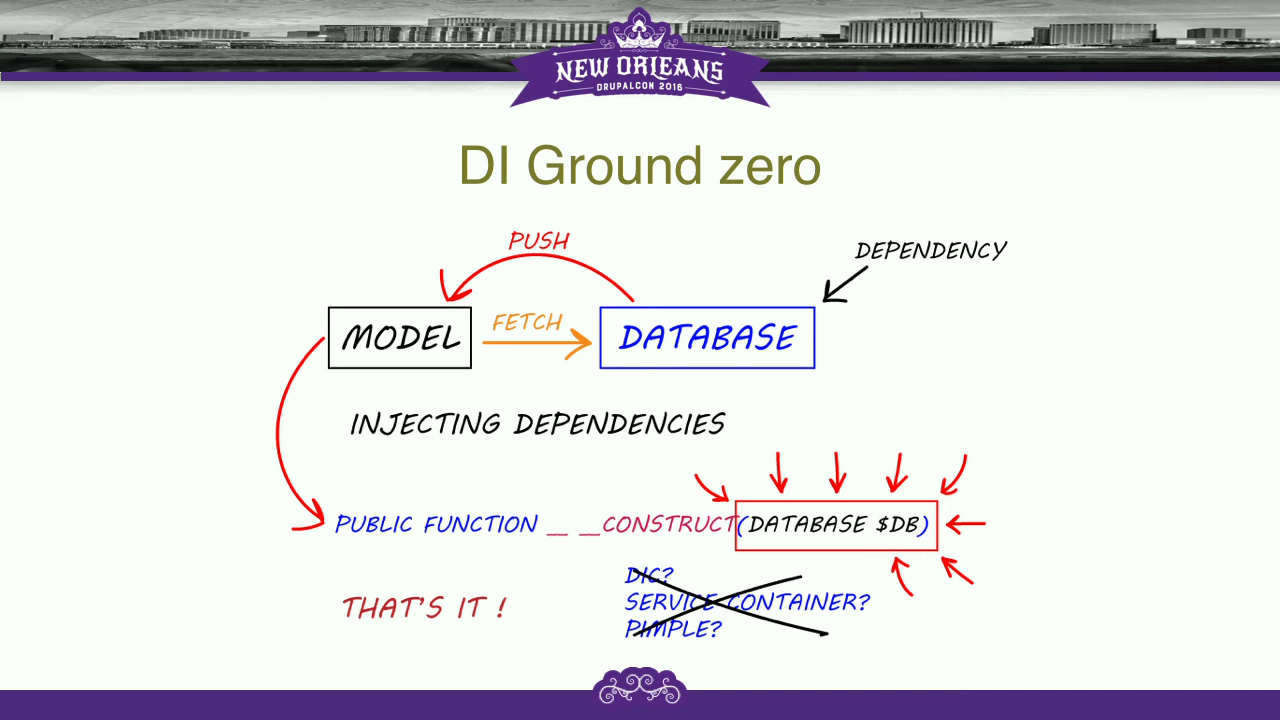 NEW ORLEANS
DRUPALCON 2016
DI Ground zero
PUSH
DEPENDENCY
MODEL
FETCH
DATABASE
INJECTING DEPENDENCIES
PUBLIC FUNCTION __ __CONSTRUCT(DATABASE $DB)
DIC?
THAT'S IT !
SERVICE CONTAINER?
PIMPLE?